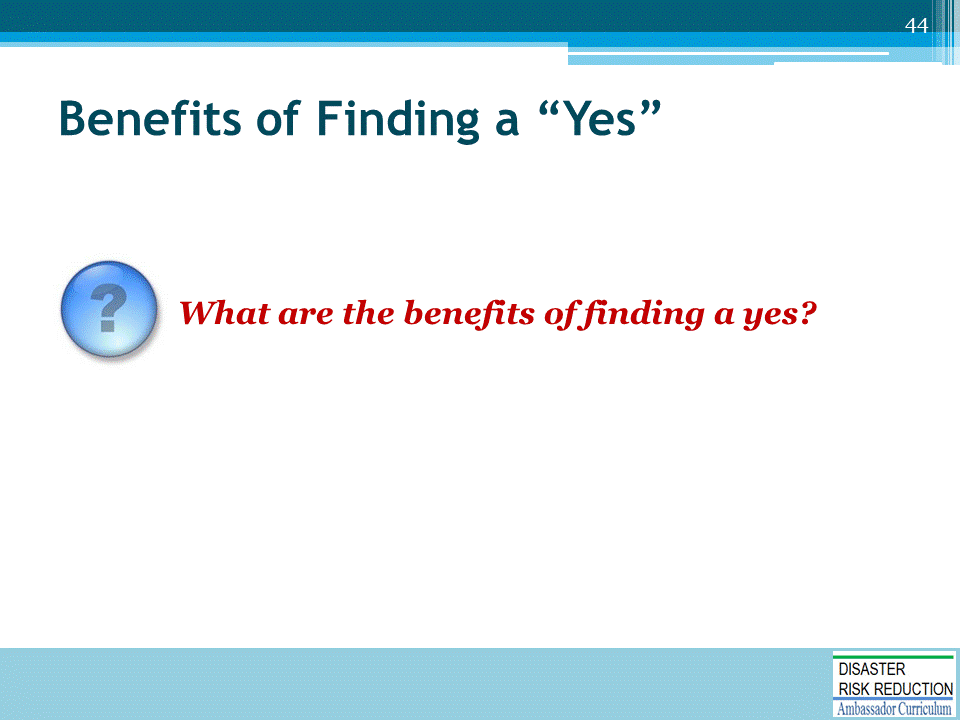 44
Benefits of Finding a “Yes”
?
What are the benefits of finding a yes?
DISASTER
RISK REDUCTION
Ambassador Curriculum